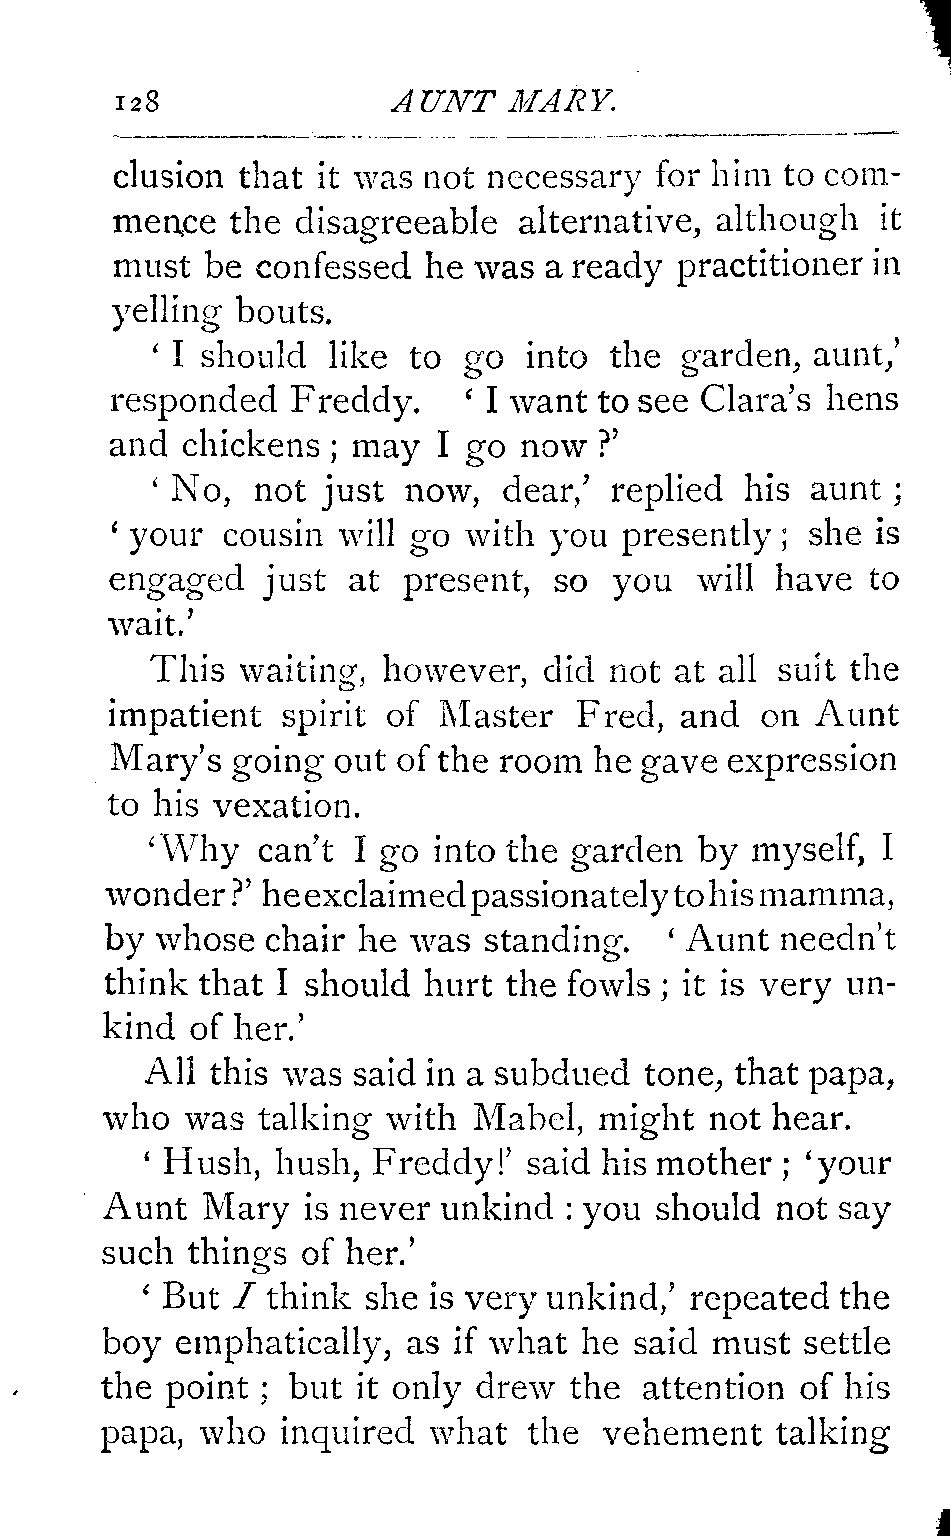 128 AUNT MARY.
clusion that it was not necessary for him to com-
mence the disagreeable alternative, although it
must be confessed he was a ready practitioner in
yelling bouts.
‘ I should like to go into the garden, aunt,’
responded Freddy. ‘ I want to see Clara’s hens
and chickens ; may I go now ?’
‘ No, not just now, dear,’ replied his aunt ;
‘ your cousin will go with you presently ; she is
engaged just at present, so you will have to
wait.’
This waiting, however, did not at all suit the
impatient spirit of Master Fred, and on Aunt
Mary’s going out of the room he gave expression
to his vexation.
‘Why can’t I go into the garden by myself, I
wonder ?’ he exclaimed passionately to his mamma,
by whose chair he was standing. ‘ Aunt needn’t
think that I should hurt the fowls ; it is very un-
kind of her.’
All this was said in a subdued tone, that papa,
who was talking with Mabel, might not hear.
‘ Hush, hush, Freddy!’ said his mother ; ‘your
Aunt Mary is never unkind : you should not say
such things of her.’
‘ But I think she is very unkind,’ repeated the
boy emphatically, as if what he said must settle
the point ; but it only drew the attention of his
papa, who inquired what the vehement talking